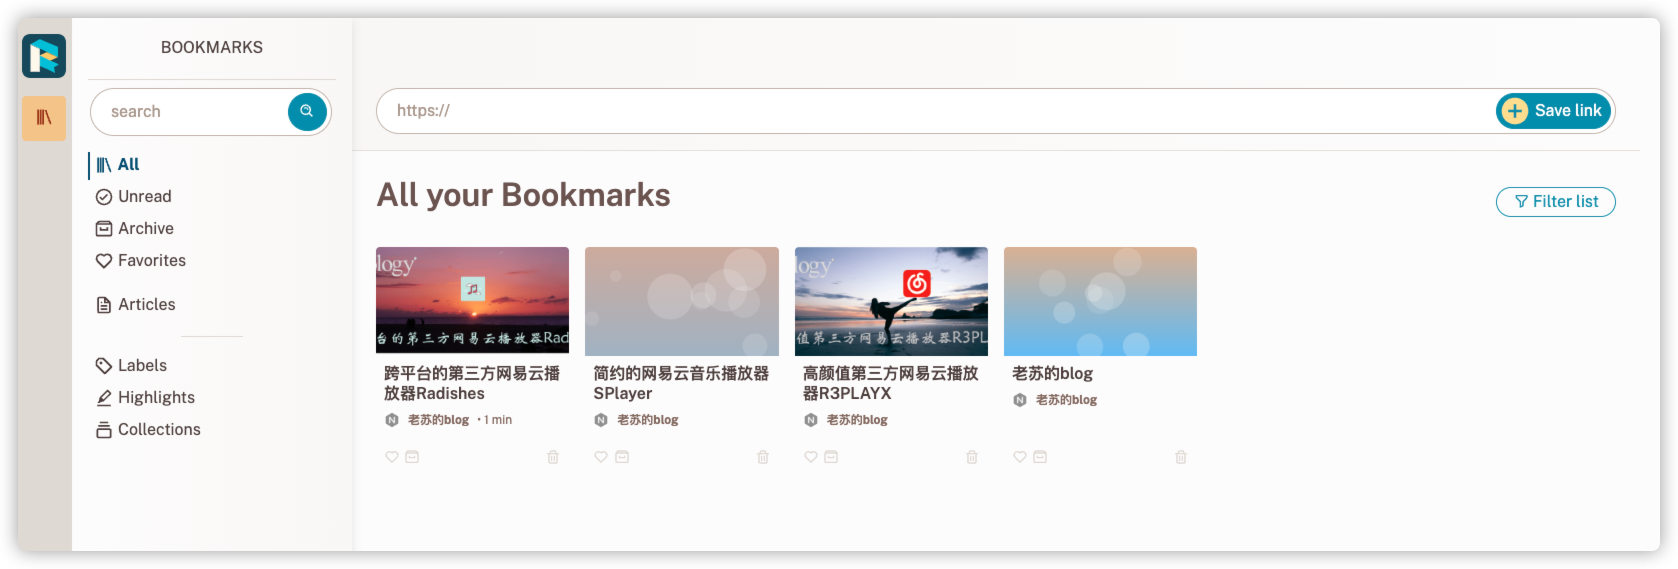 BOOKMARKS
search
All
Unread
Archive
Favorites
Articles
Labels
Highlights
Collections
https://
Save link
All your Bookmarks
Filter list
logy
台的第三方网易云播放器Rad
跨平台的第三方网易云播
放器Radishes
N 老苏的blog • 1 min
简约的网易云音乐播放器
SPlayer
N 老苏的blog
logy
值第三方网易云播放器R3PL
高颜值第三方网易云播放
器R3PLAYX
N 老苏的blog
老苏的blog
N 老苏的blog